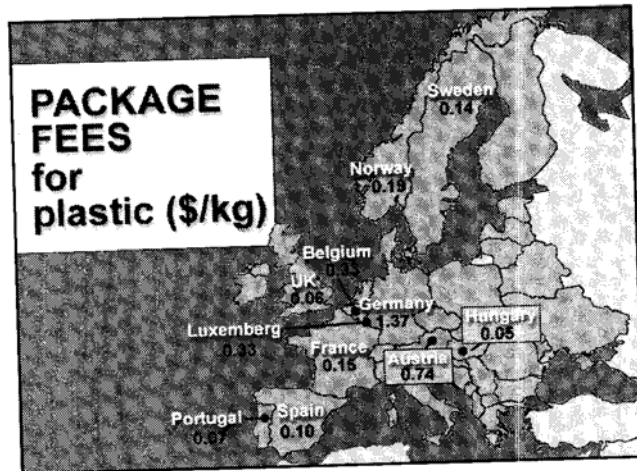 PACKAGE
FEES
for
plastic ($/kg)
Sweden
0.14
Norway
0.19
Belgium
0.33
UK
0.06
Germany
1.37
Luxemberg
0.33
Hungary
0.05
France
0.15
Austria
0.74
Portugal
0.07
Spain
0.10